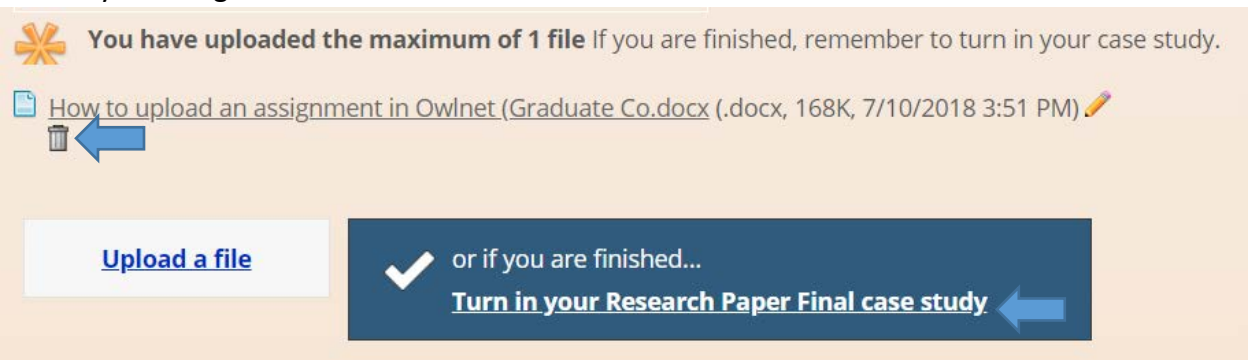 You have uploaded the maximum of 1 file If you are finished, remember to turn in your case study.
How to upload an assignment in Owlnet (Graduate Co.docx (.docx, 168K, 7/10/2018 3:51 PM)
Upload a file
or if you are finished...
Turn in your Research Paper Final case study